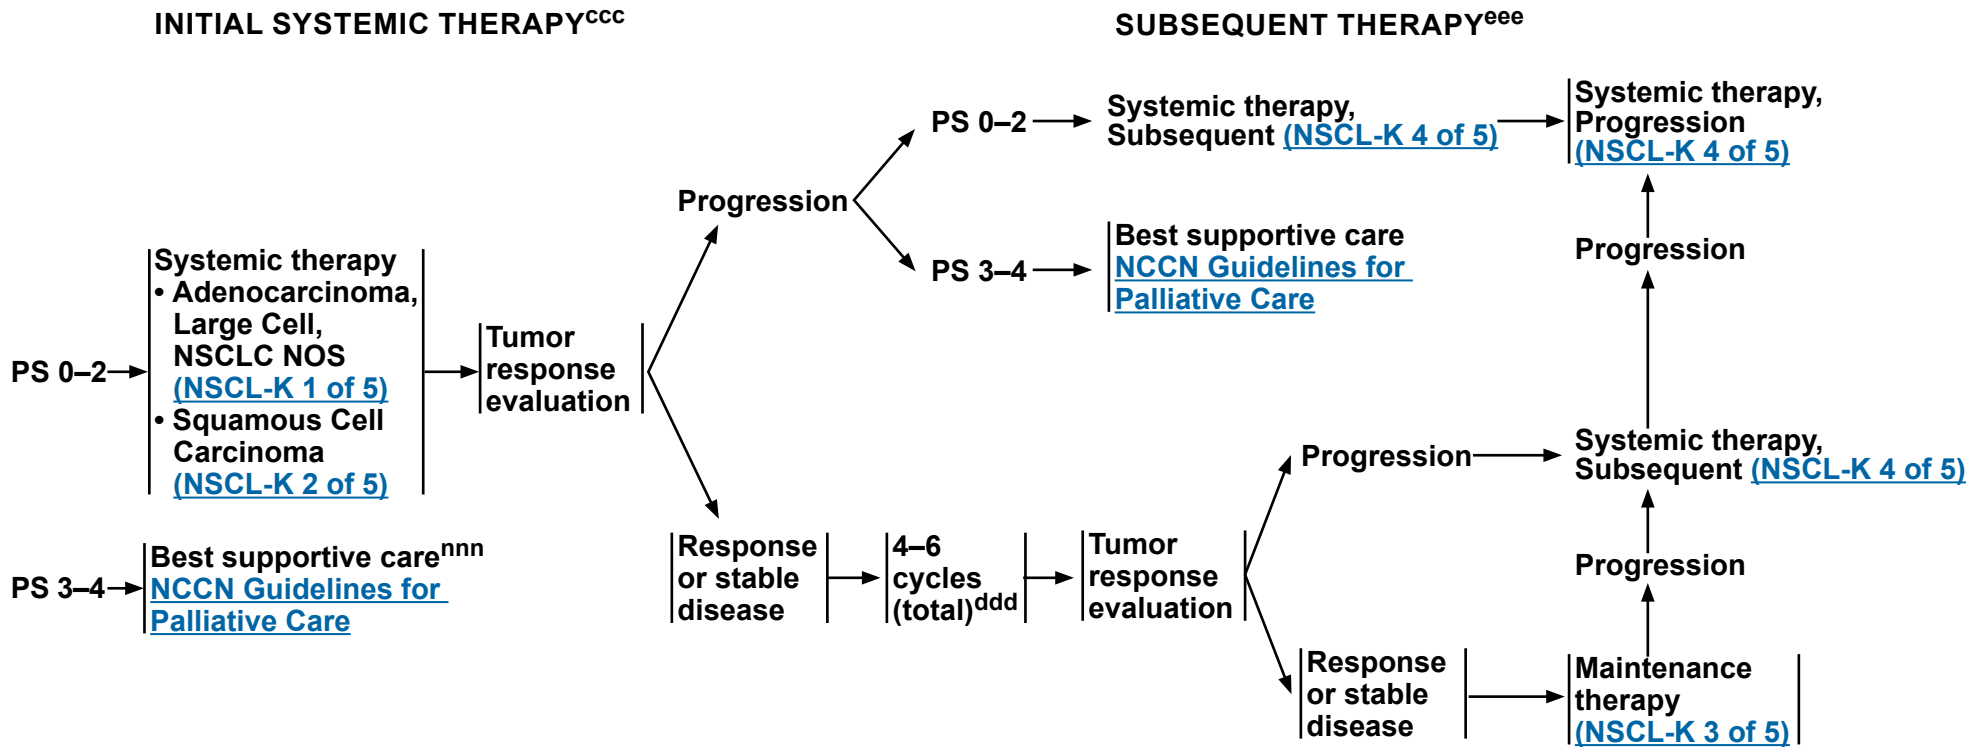 INITIAL SYSTEMIC THERAPYccc
SUBSEQUENT THERAPYeee
PS 0–2
Systemic therapy
• Adenocarcinoma,
Large Cell,
NSCLC NOS
(NSCL-K 1 of 5)
• Squamous Cell
Carcinoma
(NSCL-K 2 of 5)
PS 3–4
Best supportive carennn
NCCN Guidelines for
Palliative Care
Tumor
response
evaluation
Progression
PS 0–2
Systemic therapy,
Subsequent (NSCL-K 4 of 5)
Systemic therapy,
Progression
(NSCL-K 4 of 5)
PS 3–4
Best supportive care
NCCN Guidelines for
Palliative Care
Progression
Response
or stable
disease
4–6
cycles
(total)ddd
Tumor
response
evaluation
Progression
Systemic therapy,
Subsequent (NSCL-K 4 of 5)
Progression
Response
or stable
disease
Maintenance
therapy
(NSCL-K 3 of 5)